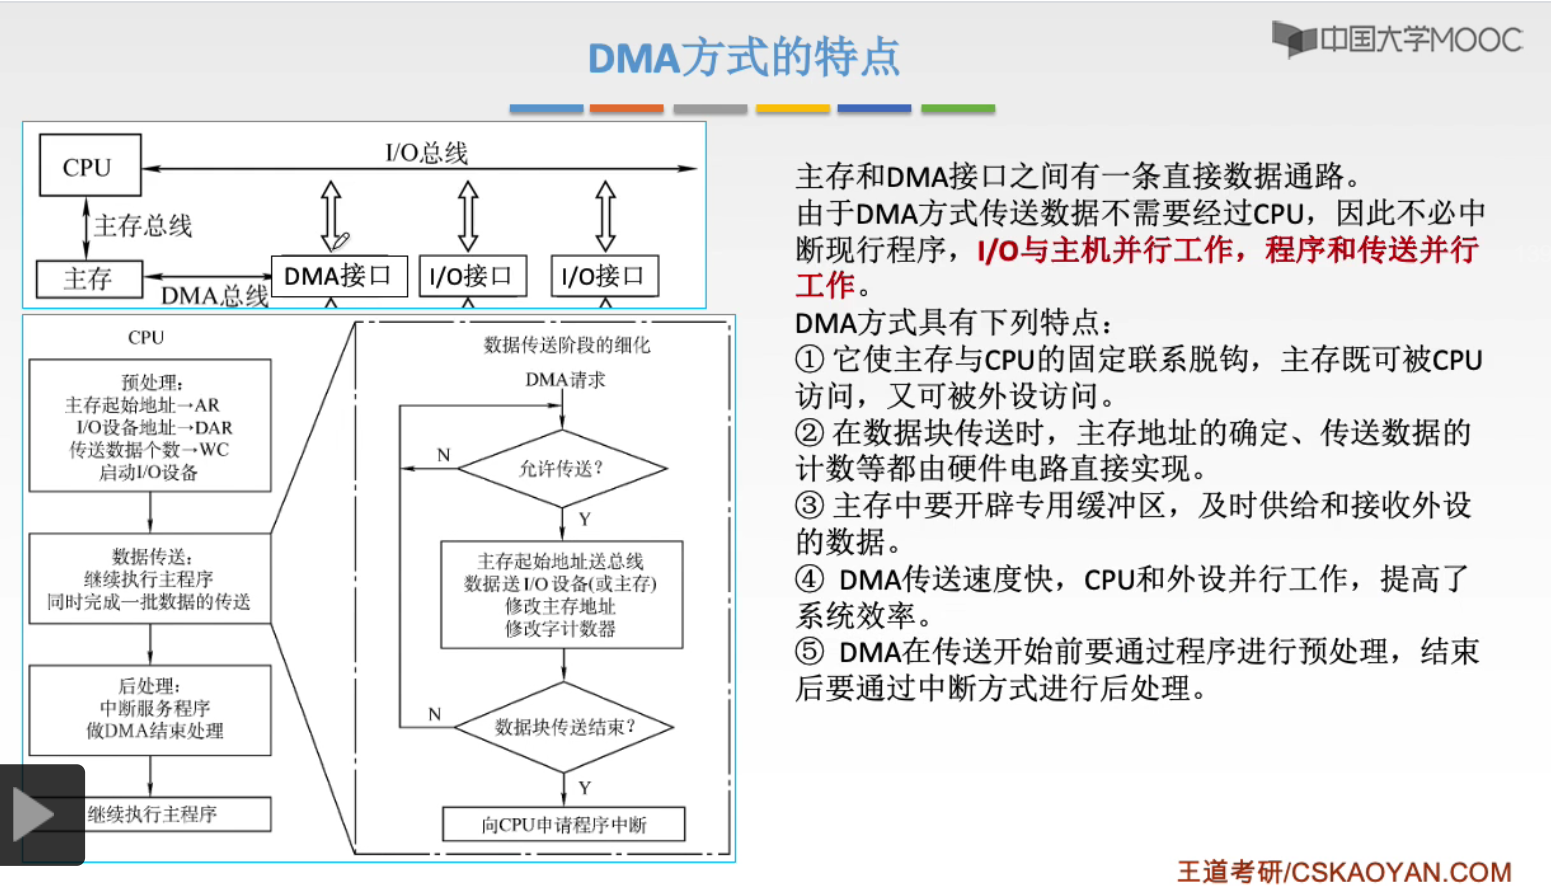 DMA方式的特点
中国大学MOOC
CPU
I/O总线
主存总线
主存
DMA总线
DMA接口
I/O接口
I/O接口
CPU
预处理：
主存起始地址→AR
I/O设备地址→DAR
传送数据个数→WC
启动I/O设备
数据传送：
继续执行主程序
同时完成一批数据的传送
后处理：
中断服务程序
做DMA结束处理
继续执行主程序
数据传送阶段的细化
DMA请求
允许传送？
N
Y
主存起始地址送总线
数据送 I/O 设备(或主存)
修改主存地址
修改字计数器
数据块传送结束？
N
Y
向CPU申请程序中断
主存和DMA接口之间有一条直接数据通路。
由于DMA方式传送数据不需要经过CPU，因此不必中
断现行程序，I/O与主机并行工作，程序和传送并行
工作。
DMA方式具有下列特点：
① 它使主存与CPU的固定联系脱钩，主存既可被CPU
访问，又可被外设访问。
② 在数据块传送时，主存地址的确定、传送数据的
计数等都由硬件电路直接实现。
③ 主存中要开辟专用缓冲区，及时供给和接收外设
的数据。
④ DMA传送速度快，CPU和外设并行工作，提高了
系统效率。
⑤ DMA在传送开始前要通过程序进行预处理，结束
后要通过中断方式进行后处理。
王道考研/CSKAOYAN.COM